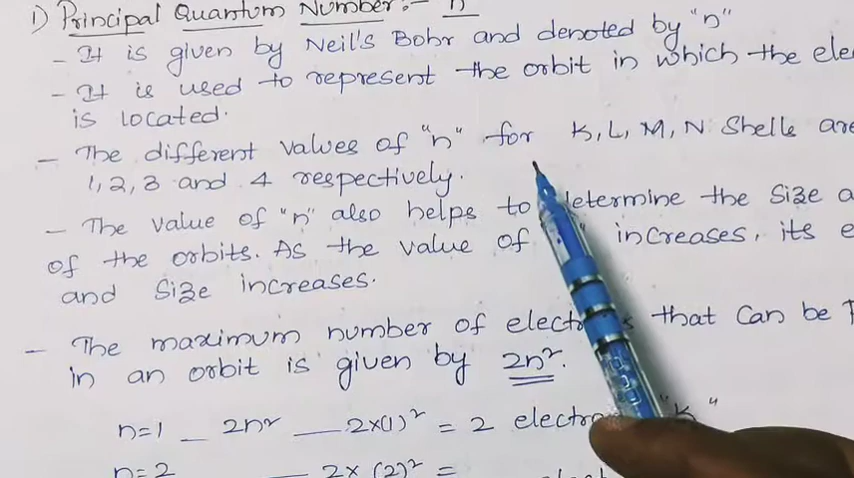 1) Principal Quantum Number:- n
- It is given by Neil's Bohr and denoted by "n"
- It is used to represent the orbit in which the
is located.
- The different values of "n" for K, L, M, N Shells are
1, 2, 3 and 4 respectively.
- The value of "n" also helps to determine the Size
of the orbits. As the value of increases, its
and Size increases.
- The maximum number of electrons that can be
in an orbit is given by 2n².
n=1 _ 2n² __ 2×(1)² = 2 "K"
n=2 __ 2×(2)² =